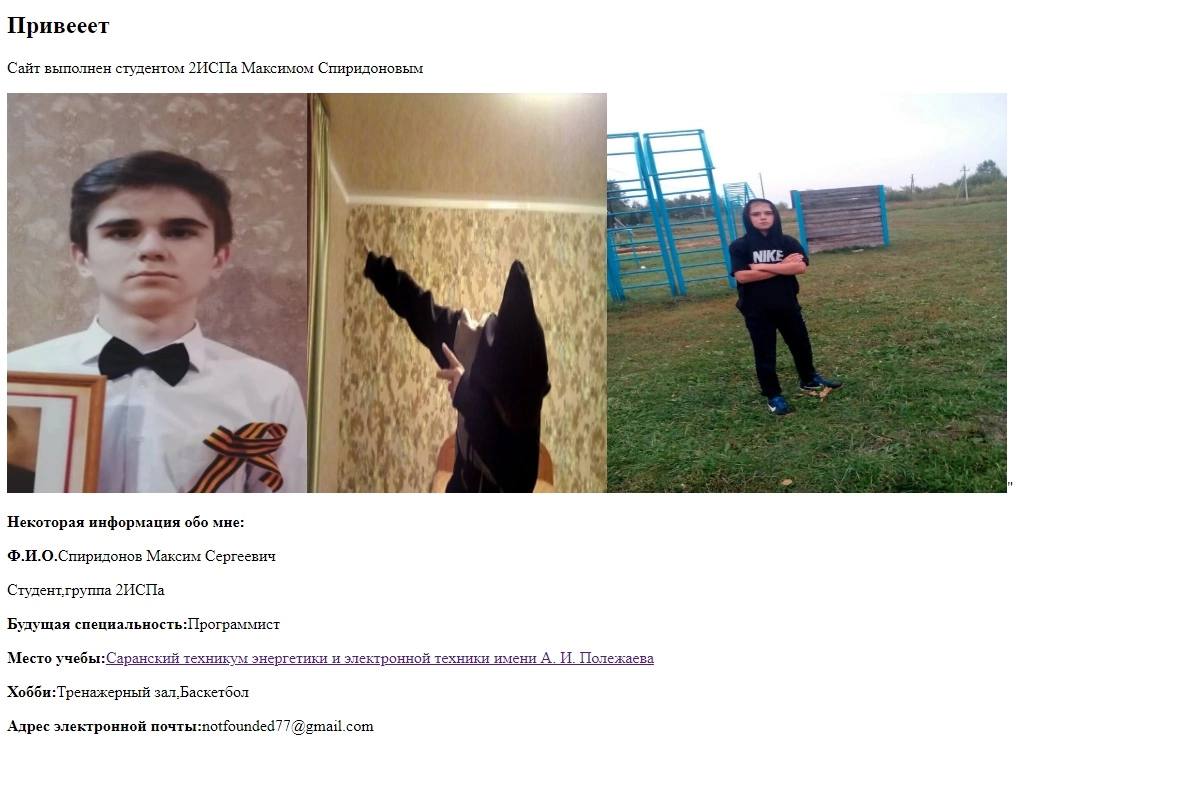 Привееет
Сайт выполнен студентом 2ИСПа Максимом Спиридоновым
NIKE
"
Некоторая информация обо мне:
Ф.И.О.Спиридонов Максим Сергеевич
Студент,группа 2ИСПа
Будущая специальность:Программист
Место учебы:Саранский техникум энергетики и электронной техники имени А. И. Полежаева
Хобби:Тренажерный зал,Баскетбол
Адрес электронной почты:notfounded77@gmail.com